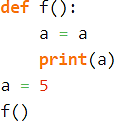 def f():
    a = a
    print(a)
a = 5
f()